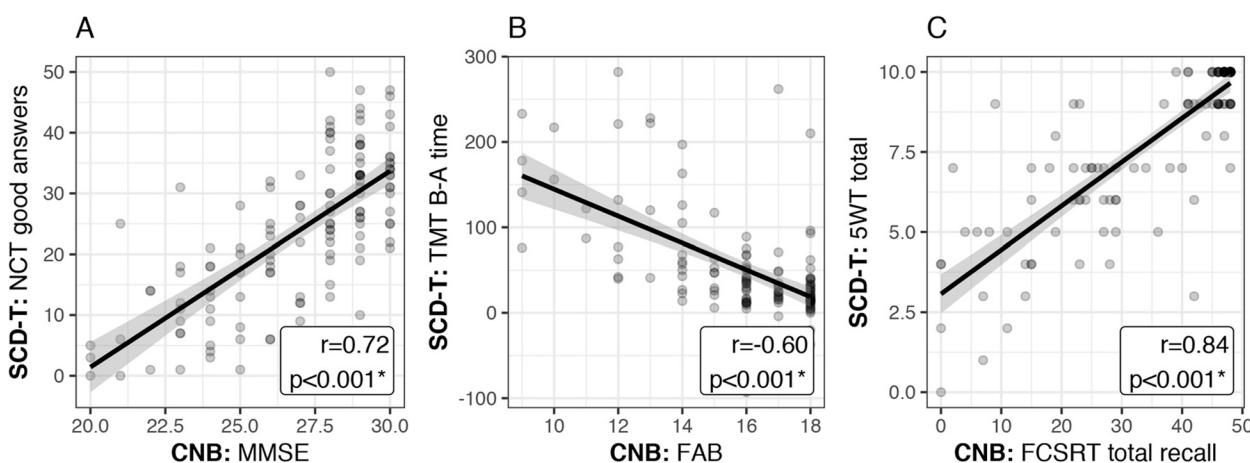 A
50
40
30
20
10
0
SCD-T: NCT good answers
r=0.72
p<0.001*
20.0 22.5 25.0 27.5 30.0
CNB: MMSE
B
300
200
100
0
-100
SCD-T: TMT B-A time
r=-0.60
p<0.001*
10 12 14 16 18
CNB: FAB
C
10.0
7.5
5.0
2.5
0.0
SCD-T: 5WT total
r=0.84
p<0.001*
0 10 20 30 40 50
CNB: FCSRT total recall